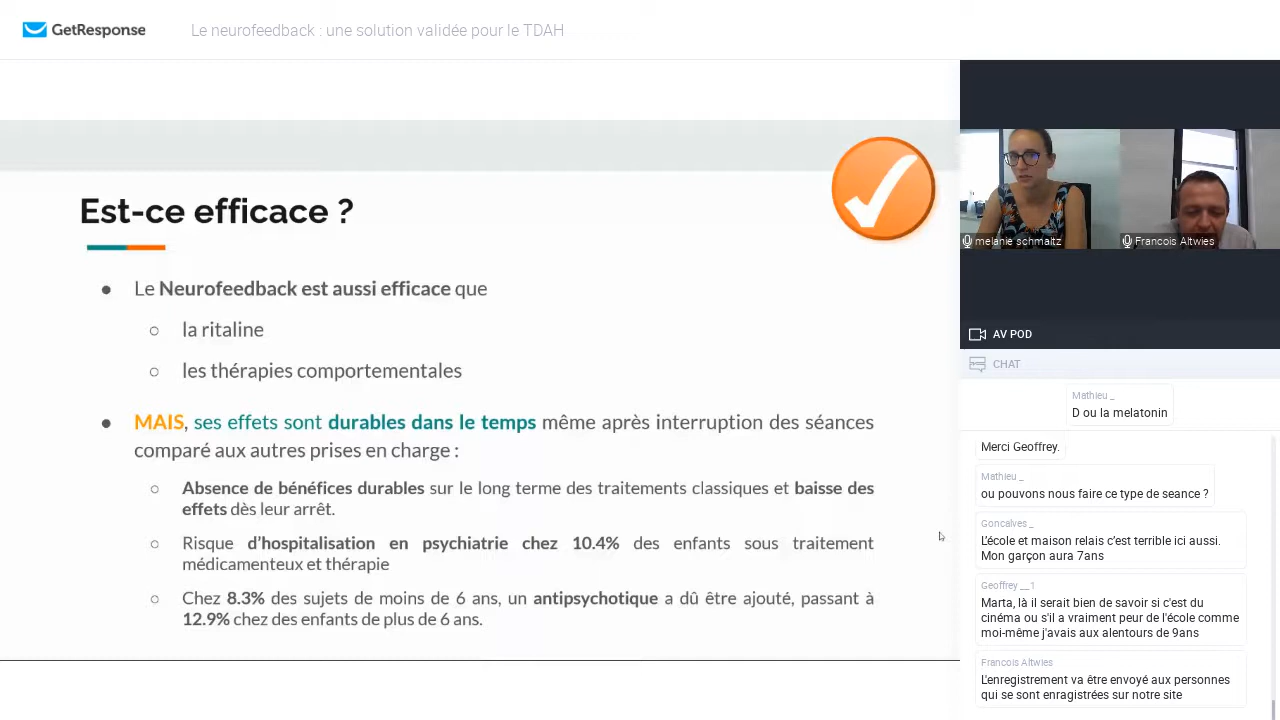 GetResponse
Le neurofeedback : une solution validée pour le TDAH
Est-ce efficace ?
● Le Neurofeedback est aussi efficace que
○ la ritaline
○ les thérapies comportementales
● MAIS, ses effets sont durables dans le temps même après interruption des séances
comparé aux autres prises en charge :
○ Absence de bénéfices durables sur le long terme des traitements classiques et baisse des
effets dès leur arrêt.
○ Risque d’hospitalisation en psychiatrie chez 10.4% des enfants sous traitement
médicamenteux et thérapie
○ Chez 8.3% des sujets de moins de 6 ans, un antipsychotique a dû être ajouté, passant à
12.9% chez des enfants de plus de 6 ans.
melanie schmaltz
Francois Altwies
AV POD
CHAT
Mathieu _
D ou la melatonin
Merci Geoffrey.
Mathieu _
ou pouvons nous faire ce type de seance ?
Goncalves _
L’école et maison relais c’est terrible ici aussi.
Mon garçon aura 7ans
Geoffrey __1
Marta, là il serait bien de savoir si c'est du
cinéma ou s'il a vraiment peur de l'école comme
moi-même j'avais aux alentours de 9ans
Francois Altwies
L'enregistrement va être envoyé aux personnes
qui se sont enragistrées sur notre site